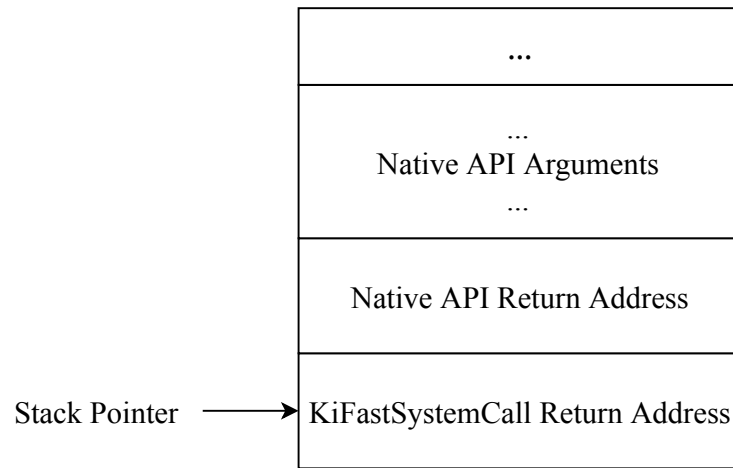 ...
...
Native API Arguments
...
Native API Return Address
Stack Pointer
KiFastSystemCall Return Address